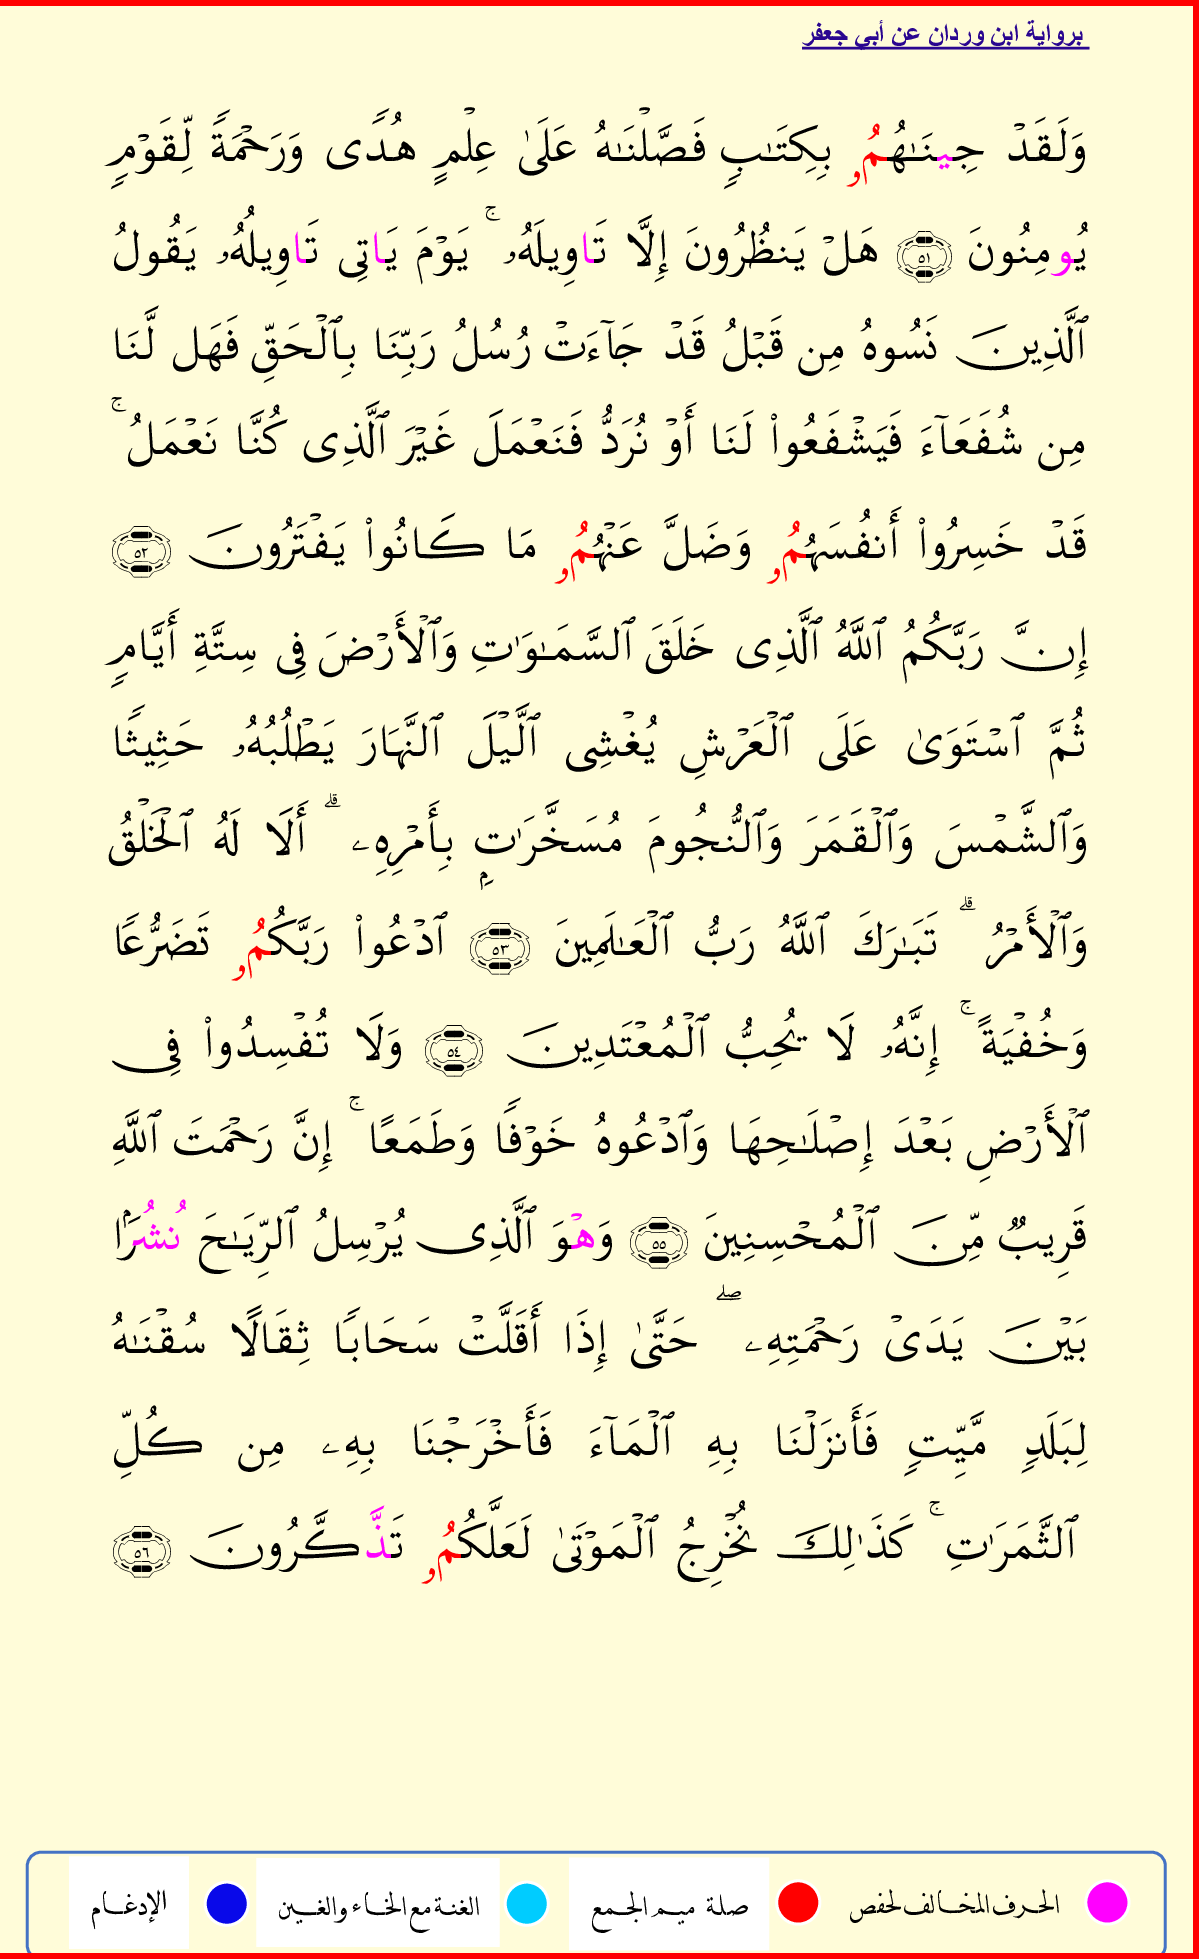 برواية ابن وردان عن أبي جعفر
وَلَقَدْ جِينَٰهُمُۥ بِكِتَٰبٍ فَصَّلْنَٰهُ عَلَىٰ عِلْمٍ هُدًى وَرَحْمَةً لِّقَوْمٍ
يُومِنُونَ ٥١ هَلْ يَنظُرُونَ إِلَّا تَاوِيلَهُۥ ۚ يَوْمَ يَاتِى تَاوِيلُهُۥ يَقُولُ
ٱلَّذِينَ نَسُوهُ مِن قَبْلُ قَدْ جَآءَتْ رُسُلُ رَبِّنَا بِٱلْحَقِّ فَهَل لَّنَا
مِن شُفَعَآءَ فَيَشْفَعُوا۟ لَنَا أَوْ نُرَدُّ فَنَعْمَلَ غَيْرَ ٱلَّذِى كُنَّا نَعْمَلُ ۚ
قَدْ خَسِرُوا۟ أَنفُسَهُمُۥ وَضَلَّ عَنْهُمُۥ مَا كَانُوا۟ يَفْتَرُونَ ٥٢
إِنَّ رَبَّكُمُ ٱللَّهُ ٱلَّذِى خَلَقَ ٱلسَّمَٰوَٰتِ وَٱلْأَرْضَ فِى سِتَّةِ أَيَّامٍ
ثُمَّ ٱسْتَوَىٰ عَلَى ٱلْعَرْشِ يُغْشِى ٱلَّيْلَ ٱلنَّهَارَ يَطْلُبُهُۥ حَثِيثًا
وَٱلشَّمْسَ وَٱلْقَمَرَ وَٱلنُّجُومَ مُسَخَّرَٰتٍۭ بِأَمْرِهِۦ ۗ أَلَا لَهُ ٱلْخَلْقُ
وَٱلْأَمْرُ ۗ تَبَٰرَكَ ٱللَّهُ رَبُّ ٱلْعَٰلَمِينَ ٥٣ ٱدْعُوا۟ رَبَّكُمُۥ تَضَرُّعًا
وَخُفْيَةً ۚ إِنَّهُۥ لَا يُحِبُّ ٱلْمُعْتَدِينَ ٥٤ وَلَا تُفْسِدُوا۟ فِى
ٱلْأَرْضِ بَعْدَ إِصْلَٰحِهَا وَٱدْعُوهُ خَوْفًا وَطَمَعًا ۚ إِنَّ رَحْمَتَ ٱللَّهِ
قَرِيبٌ مِّنَ ٱلْمُحْسِنِينَ ٥٥ وَهْوَ ٱلَّذِى يُرْسِلُ ٱلرِّيَٰحَ نُشُرًۢا
بَيْنَ يَدَىْ رَحْمَتِهِۦ ۖ حَتَّىٰ إِذَا أَقَلَّتْ سَحَابًا ثِقَالًا سُقْنَٰهُ
لِبَلَدٍ مَّيِّتٍ فَأَنزَلْنَا بِهِ ٱلْمَآءَ فَأَخْرَجْنَا بِهِۦ مِن كُلِّ
ٱلثَّمَرَٰتِ ۚ كَذَٰلِكَ نُخْرِجُ ٱلْمَوْتَىٰ لَعَلَّكُمُۥ تَذَّكَّرُونَ ٥٦
الحرف المخالف لحفص صلة ميم الجمع الغنة مع الخاء والغين الإدغام